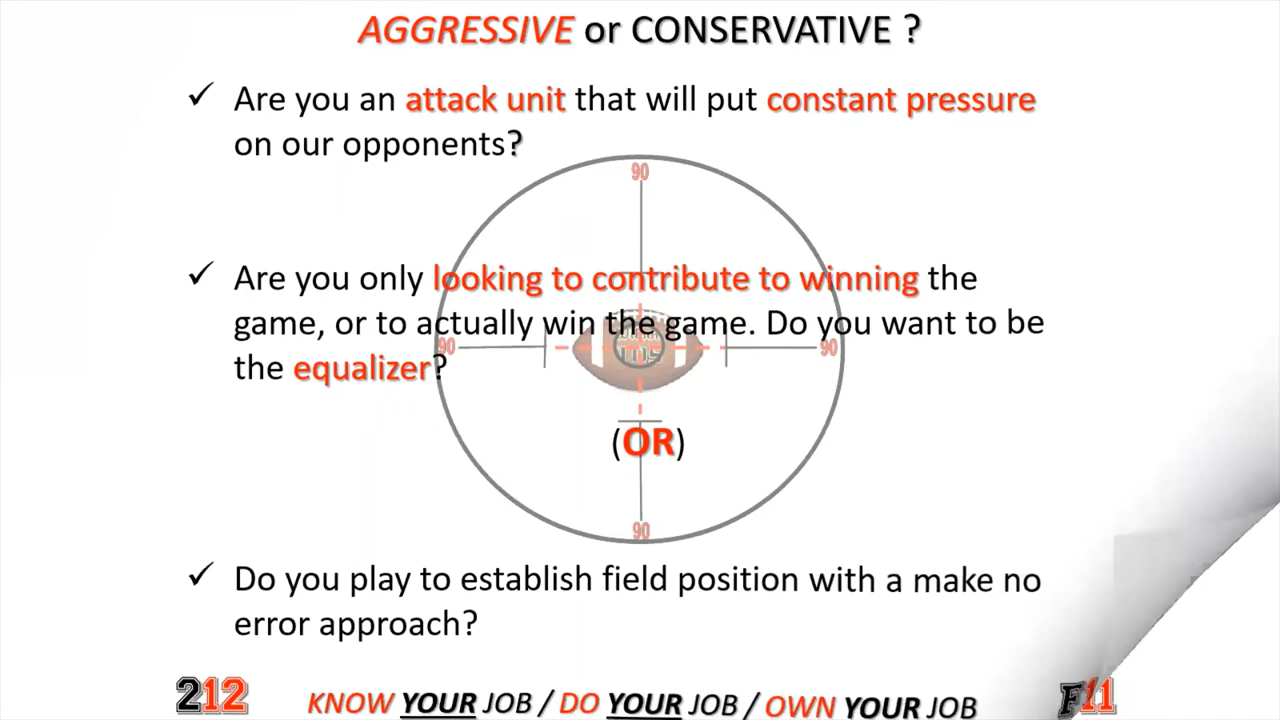 AGGRESSIVE or CONSERVATIVE ?
✓ Are you an attack unit that will put constant pressure
on our opponents?
90
✓ Are you only looking to contribute to winning the
game, or to actually win the game. Do you want to be
90
90
the equalizer?
(OR)
90
✓ Do you play to establish field position with a make no
error approach?
212
KNOW YOUR JOB / DO YOUR JOB / OWN YOUR JOB
F11